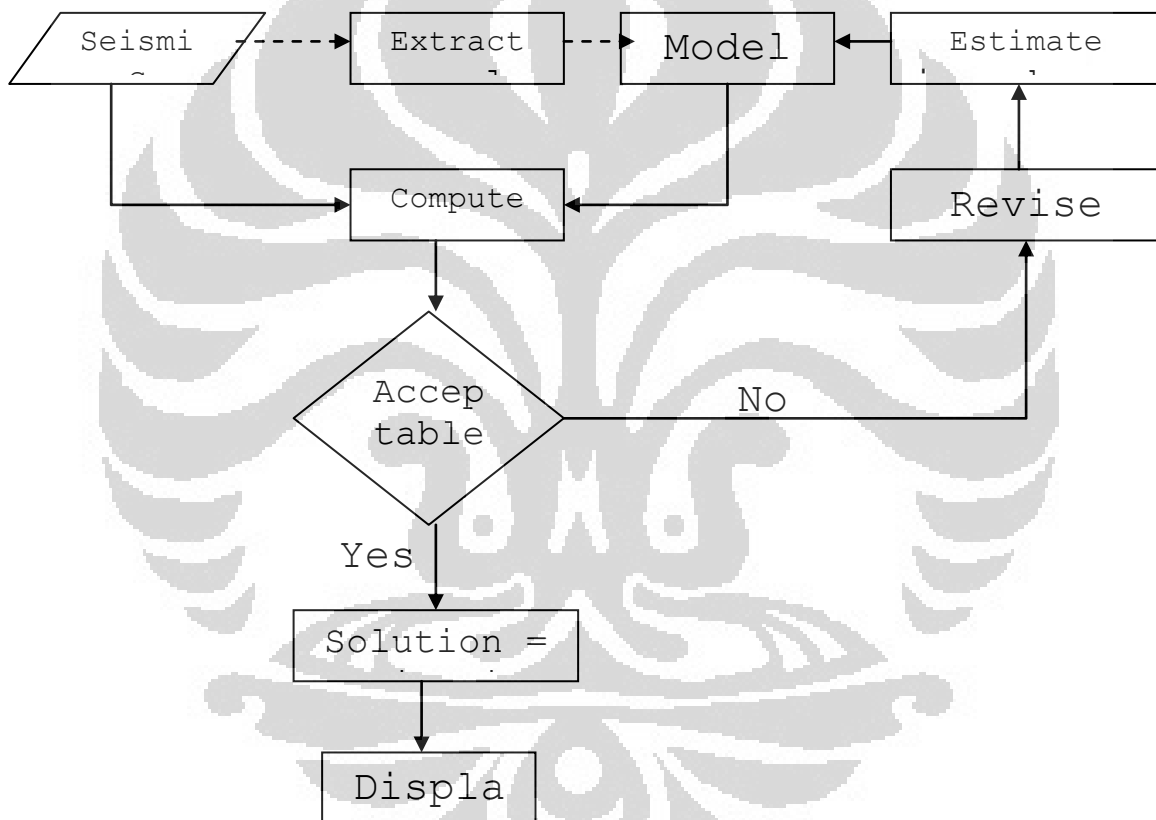 Seismi
Extract
Model
Estimate
Compute
Revise
Accep
table
No
Yes
Solution =
Displa